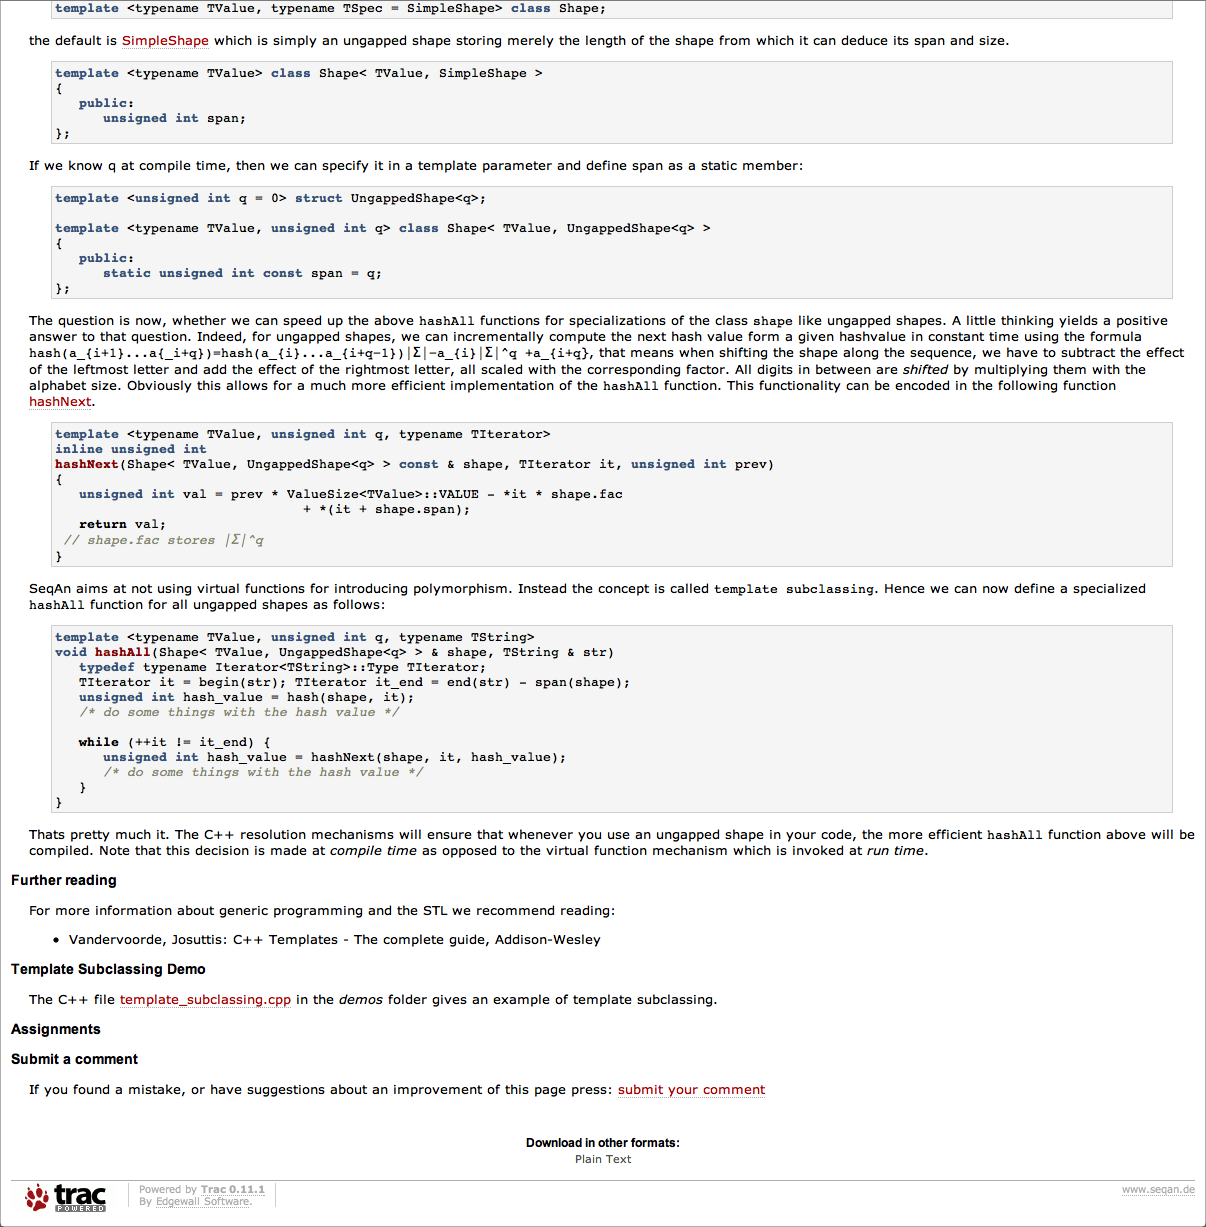 template <typename TValue, typename TSpec = SimpleShape> class Shape;
the default is SimpleShape which is simply an ungapped shape storing merely the length of the shape from which it can deduce its span and size.
template <typename TValue> class Shape< TValue, SimpleShape >
{
public:
unsigned int span;
};
If we know q at compile time, then we can specify it in a template parameter and define span as a static member:
template <unsigned int q = 0> struct UngappedShape<q>;
template <typename TValue, unsigned int q> class Shape< TValue, UngappedShape<q> >
{
public:
static unsigned int const span = q;
};
The question is now, whether we can speed up the above hashAll functions for specializations of the class shape like ungapped shapes. A little thinking yields a positive
answer to that question. Indeed, for ungapped shapes, we can incrementally compute the next hash value form a given hashvalue in constant time using the formula
hash(a_{i+1}...a{_i+q})=hash(a_{i}...a_{i+q-1})|Σ|-a_{i}|Σ|^q +a_{i+q}, that means when shifting the shape along the sequence, we have to subtract the effect
of the leftmost letter and add the effect of the rightmost letter, all scaled with the corresponding factor. All digits in between are shifted by multiplying them with the
alphabet size. Obviously this allows for a much more efficient implementation of the hashAll function. This functionality can be encoded in the following function
hashNext.
template <typename TValue, unsigned int q, typename TIterator>
inline unsigned int
hashNext(Shape< TValue, UngappedShape<q> > const & shape, TIterator it, unsigned int prev)
{
unsigned int val = prev * ValueSize<TValue>::VALUE - *it * shape.fac
+ *(it + shape.span);
return val;
// shape.fac stores |Σ|^q
}
SeqAn aims at not using virtual functions for introducing polymorphism. Instead the concept is called template subclassing. Hence we can now define a specialized
hashAll function for all ungapped shapes as follows:
template <typename TValue, unsigned int q, typename TString>
void hashAll(Shape< TValue, UngappedShape<q> > & shape, TString & str)
typedef typename Iterator<TString>::Type TIterator;
TIterator it = begin(str); TIterator it_end = end(str) - span(shape);
unsigned int hash_value = hash(shape, it);
/* do some things with the hash value */
while (++it != it_end) {
unsigned int hash_value = hashNext(shape, it, hash_value);
/* do some things with the hash value */
}
}
Thats pretty much it. The C++ resolution mechanisms will ensure that whenever you use an ungapped shape in your code, the more efficient hashAll function above will be
compiled. Note that this decision is made at compile time as opposed to the virtual function mechanism which is invoked at run time.
Further reading
For more information about generic programming and the STL we recommend reading:
• Vandervoorde, Josuttis: C++ Templates - The complete guide, Addison-Wesley
Template Subclassing Demo
The C++ file template_subclassing.cpp in the demos folder gives an example of template subclassing.
Assignments
Submit a comment
If you found a mistake, or have suggestions about an improvement of this page press: submit your comment
Download in other formats:
Plain Text
trac
POWERED
Powered by Trac 0.11.1
By Edgewall Software.
www.seqan.de